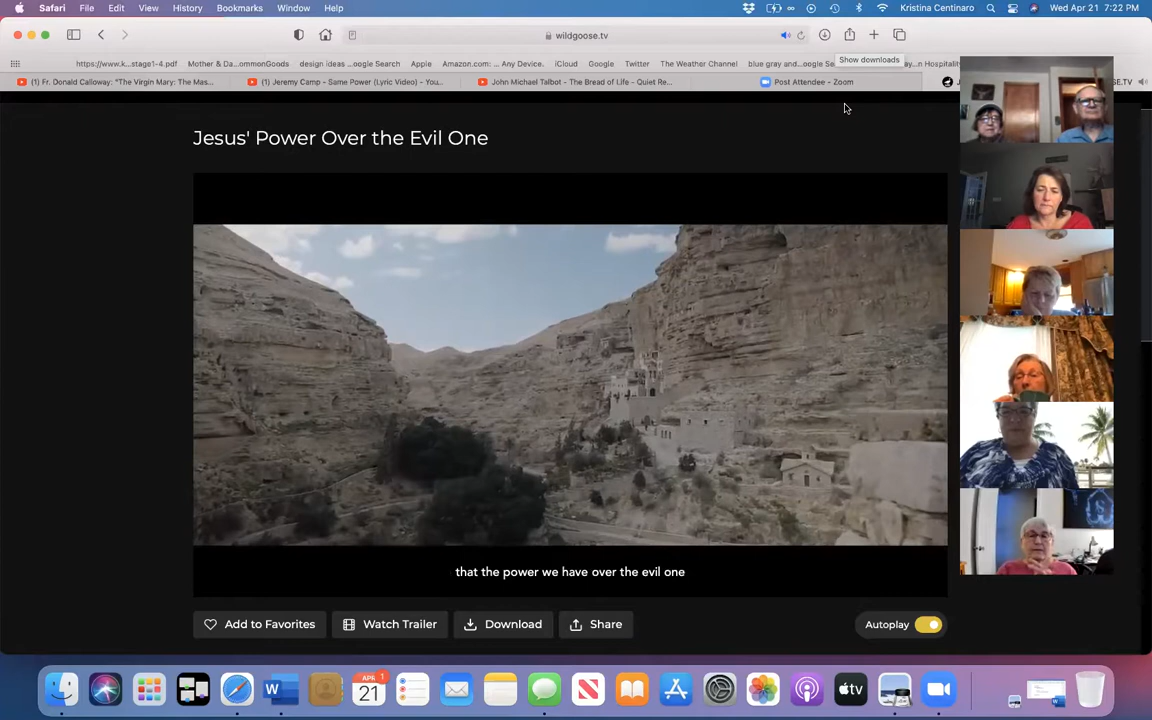 Safari File Edit View History Bookmarks Window Help Kristina Centinaro Wed Apr 21 7:22 PM
wildgoose.tv
https://www.k...stage1-4.pdf Mother & Da...ommonGoods design ideas ...ogle Search Apple Amazon.com: ... Any Device. iCloud Google Twitter The Weather Channel blue gray and...ogle Se
Show downloads
(1) Fr. Donald Calloway: "The Virgin Mary: The Mas... (1) Jeremy Camp - Same Power (Lyric Video) - You... John Michael Talbot - The Bread of Life - Quiet Re... Post Attendee - Zoom
Jesus' Power Over the Evil One
that the power we have over the evil one
Add to Favorites Watch Trailer Download Share Autoplay
APR 21 1
tv